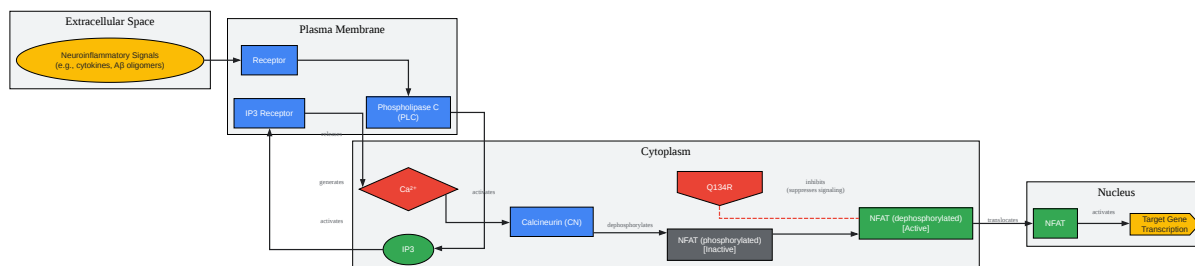 Extracellular Space
Neuroinflammatory Signals
(e.g., cytokines, Aβ oligomers)
Plasma Membrane
Receptor
IP3 Receptor
Phospholipase C
(PLC)
releases
Cytoplasm
generates
Ca²⁺
activates
activates
IP3
Calcineurin (CN)
dephosphorylates
Q134R
inhibits
(suppresses signaling)
NFAT (phosphorylated)
[Inactive]
NFAT (dephosphorylated)
[Active]
translocates
Nucleus
NFAT
activates
Target Gene
Transcription